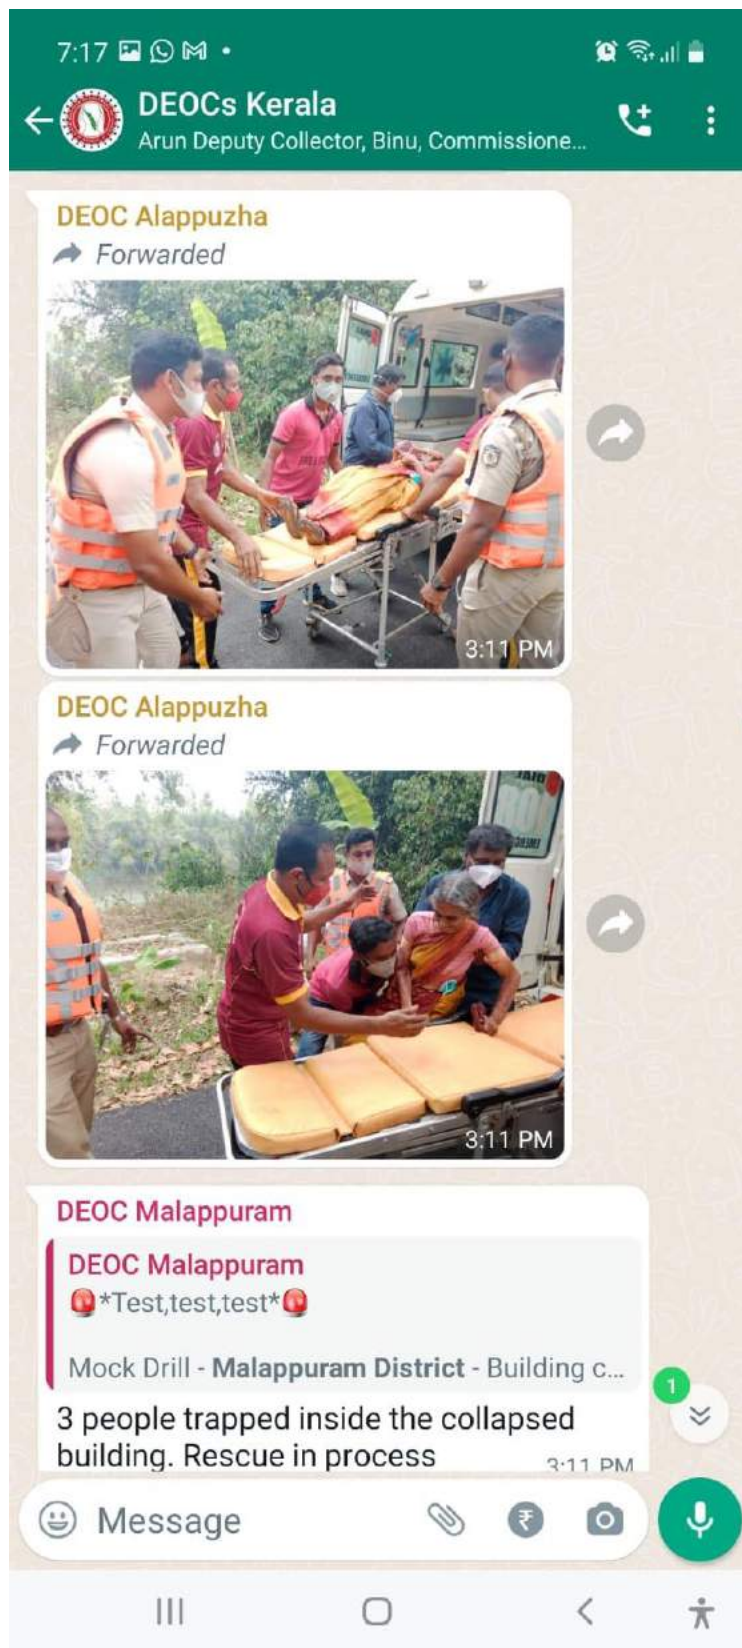 7:17
DEOCs Kerala
Arun Deputy Collector, Binu, Commissione...
DEOC Alappuzha
Forwarded
3:11 PM
DEOC Alappuzha
Forwarded
3:11 PM
DEOC Malappuram
DEOC Malappuram
*Test,test,test*
Mock Drill - Malappuram District - Building c...
1
3 people trapped inside the collapsed
building. Rescue in process
3:11 PM
Message